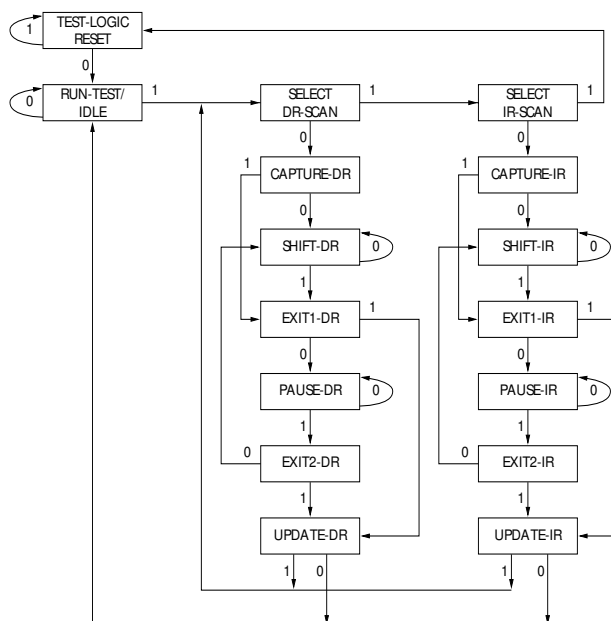 1
TEST-LOGIC
RESET
0
0
RUN-TEST/
IDLE
1
SELECT
DR-SCAN
1
SELECT
IR-SCAN
1
0
0
1
CAPTURE-DR
1
CAPTURE-IR
0
0
SHIFT-DR
0
SHIFT-IR
0
1
1
EXIT1-DR
1
EXIT1-IR
1
0
0
PAUSE-DR
0
PAUSE-IR
0
1
1
0
EXIT2-DR
0
EXIT2-IR
1
1
UPDATE-DR
UPDATE-IR
1
0
1
0